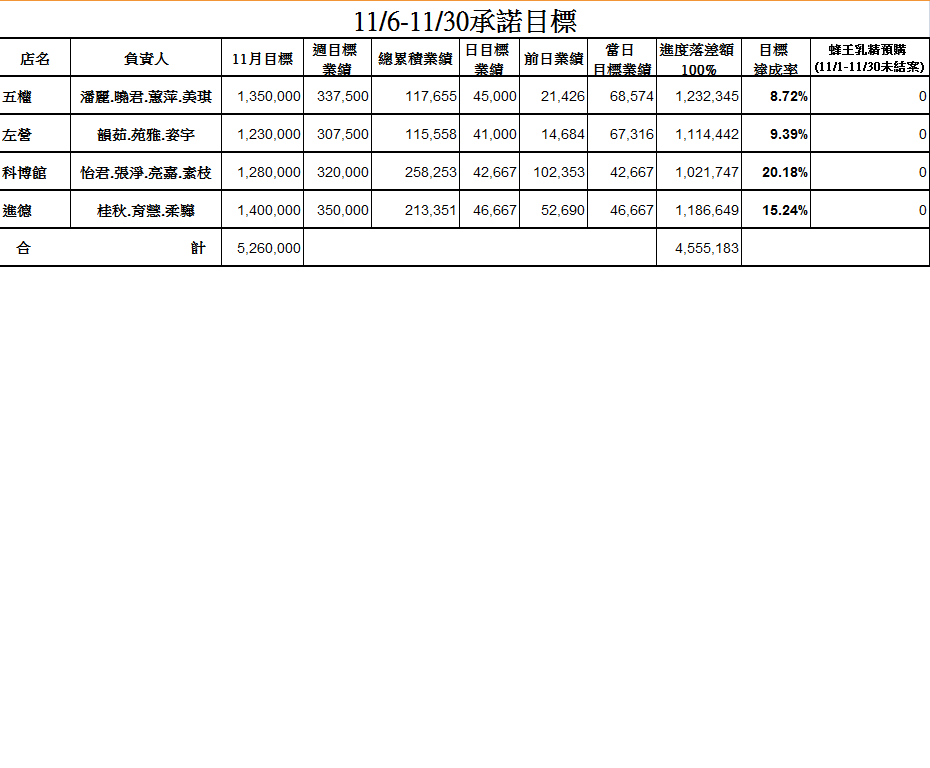 11/6-11/30承諾目標
店名 負責人 11月目標 週目標業績 總累積業績 日目標業績 前日業績 當日目標業績 進度落差額100% 目標達成率 蜂王乳精預購(11/1-11/30未結案)
五權 潘麗.曉君.蕙萍.美琪 1,350,000 337,500 117,655 45,000 21,426 68,574 1,232,345 8.72% 0
左營 韻茹.苑雅.姿宇 1,230,000 307,500 115,558 41,000 14,684 67,316 1,114,442 9.39% 0
科博館 怡君.張淨.亮嘉.素枝 1,280,000 320,000 258,253 42,667 102,353 42,667 1,021,747 20.18% 0
進德 桂秋.育慧.柔驊 1,400,000 350,000 213,351 46,667 52,690 46,667 1,186,649 15.24% 0
合計 5,260,000 4,555,183